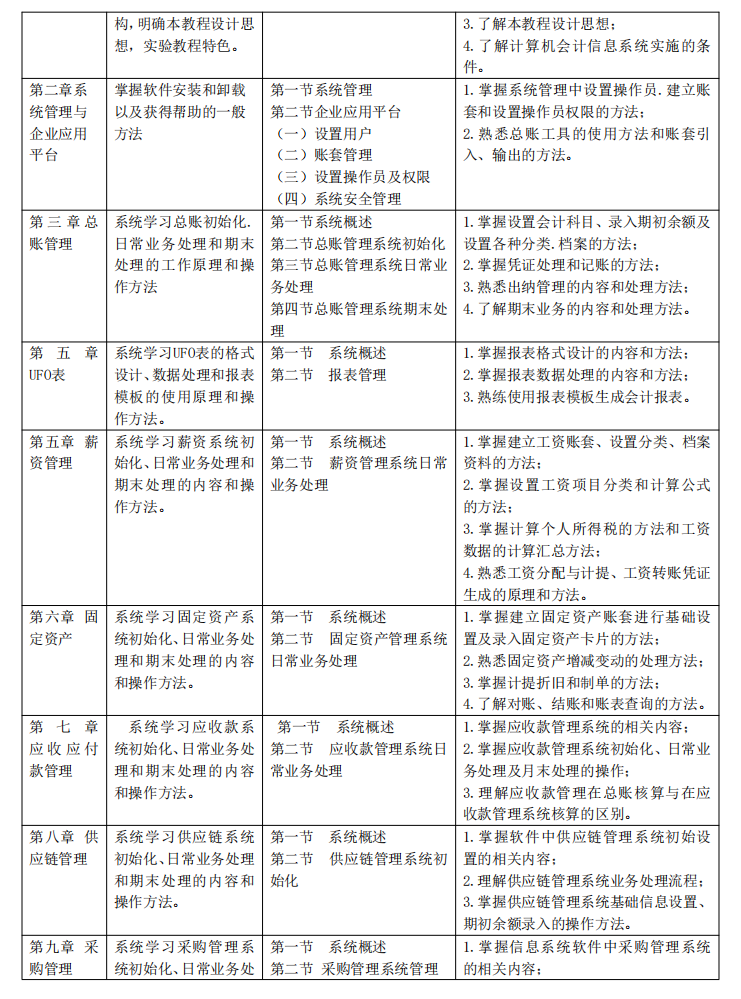 构,明确本教程设计思
想，实验教程特色。
3.了解本教程设计思想；
4.了解计算机会计信息系统实施的条
件。
第二章系
统管理与
企业应用
平台
掌握软件安装和卸载
以及获得帮助的一般
方法
第一节系统管理
第二节企业应用平台
（一）设置用户
（二）账套管理
（三）设置操作员及权限
（四）系统安全管理
1.掌握系统管理中设置操作员.建立账
套和设置操作员权限的方法；
2.熟悉总账工具的使用方法和账套引
入、输出的方法。
第三章总
账管理
系统学习总账初始化.
日常业务处理和期末
处理的工作原理和操
作方法
第一节系统概述
第二节总账管理系统初始化
第三节总账管理系统日常业
务处理
第四节总账管理系统期末处
理
1.掌握设置会计科目、录入期初余额及
设置各种分类.档案的方法；
2.掌握凭证处理和记账的方法；
3.熟悉出纳管理的内容和处理方法；
4.了解期末业务的内容和处理方法。
第五章
UFO表
系统学习UFO表的格式
设计、数据处理和报表
模板的使用原理和操
作方法。
第一节 系统概述
第二节 报表管理
1.掌握报表格式设计的内容和方法；
2.掌握报表数据处理的内容和方法；
3.熟练使用报表模板生成会计报表。
第五章 薪
资管理
系统学习薪资系统初
始化、日常业务处理和
期末处理的内容和操
作方法。
第一节 系统概述
第二节 薪资管理系统日常
业务处理
1.掌握建立工资账套、设置分类、档案
资料的方法；
2.掌握设置工资项目分类和计算公式
的方法；
3.掌握计算个人所得税的方法和工资
数据的计算汇总方法；
4.熟悉工资分配与计提、工资转账凭证
生成的原理和方法。
第六章 固
定资产
系统学习固定资产系
统初始化、日常业务处
理和期末处理的内容
和操作方法。
第一节 系统概述
第二节 固定资产管理系统
日常业务处理
1.掌握建立固定资产账套进行基础设
置及录入固定资产卡片的方法；
2.熟悉固定资产增减变动的处理方法；
3.掌握计提折旧和制单的方法；
4.了解对账、结账和账表查询的方法。
第七章
应收应付
款管理
系统学习应收款系
统初始化、日常业务处
理和期末处理的内容
和操作方法。
第一节 系统概述
第二节 应收款管理系统日
常业务处理
1.掌握应收款管理系统的相关内容；
2.掌握应收款管理系统初始化、日常业
务处理及月末处理的操作；
3.理解应收款管理在总账核算与在应
收款管理系统核算的区别。
第八章 供
应链管理
系统学习供应链系统
初始化、日常业务处理
和期末处理的内容和
操作方法。
第一节 系统概述
第二节 供应链管理系统初
始化
1.掌握软件中供应链管理系统初始设
置的相关内容；
2.理解供应链管理系统业务处理流程；
3.掌握供应链管理系统基础信息设置、
期初余额录入的操作方法。
第九章 采
购管理
系统学习采购管理系
统初始化、日常业务处
第一节 系统概述
第二节 采购管理系统管理
1.掌握信息系统软件中采购管理系统
的相关内容；